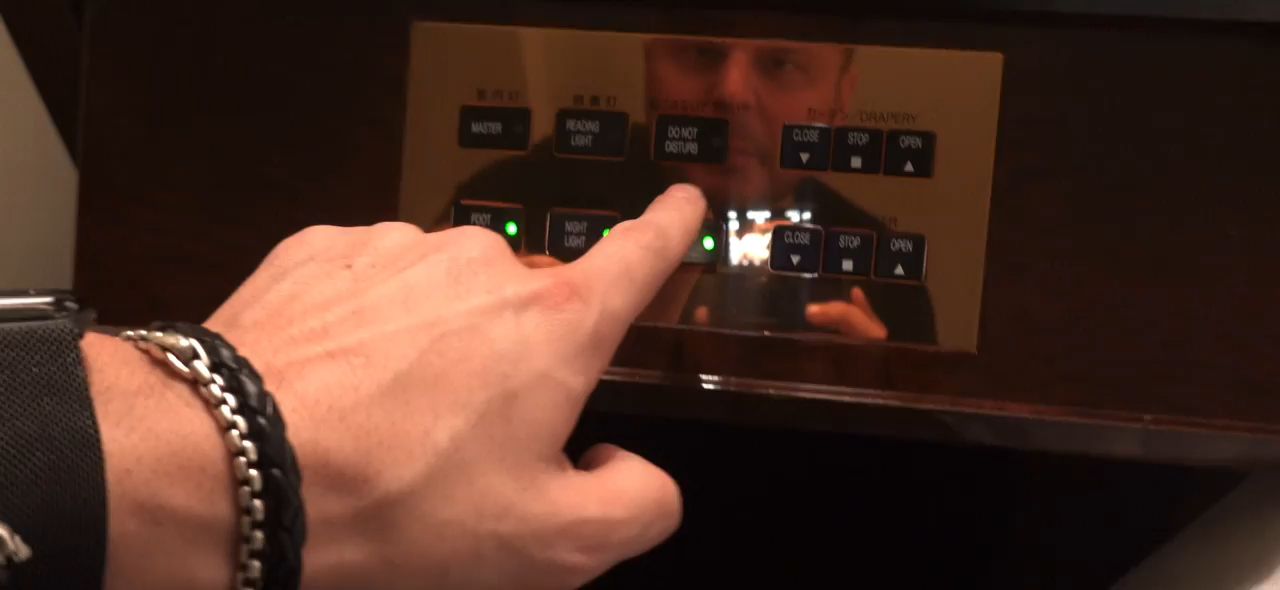 MASTER
READING
LIGHT
DO NOT
DISTURB
/DRAPERY
CLOSE
STOP
OPEN
FOOT
NIGHT
LIGHT
CLOSE
STOP
OPEN